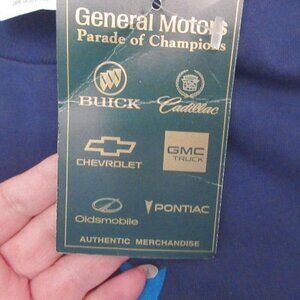 General Motors
Parade of Champions
BUICK
Cadillac
CHEVROLET
GMC
TRUCK
Oldsmobile
PONTIAC
AUTHENTIC MERCHANDISE